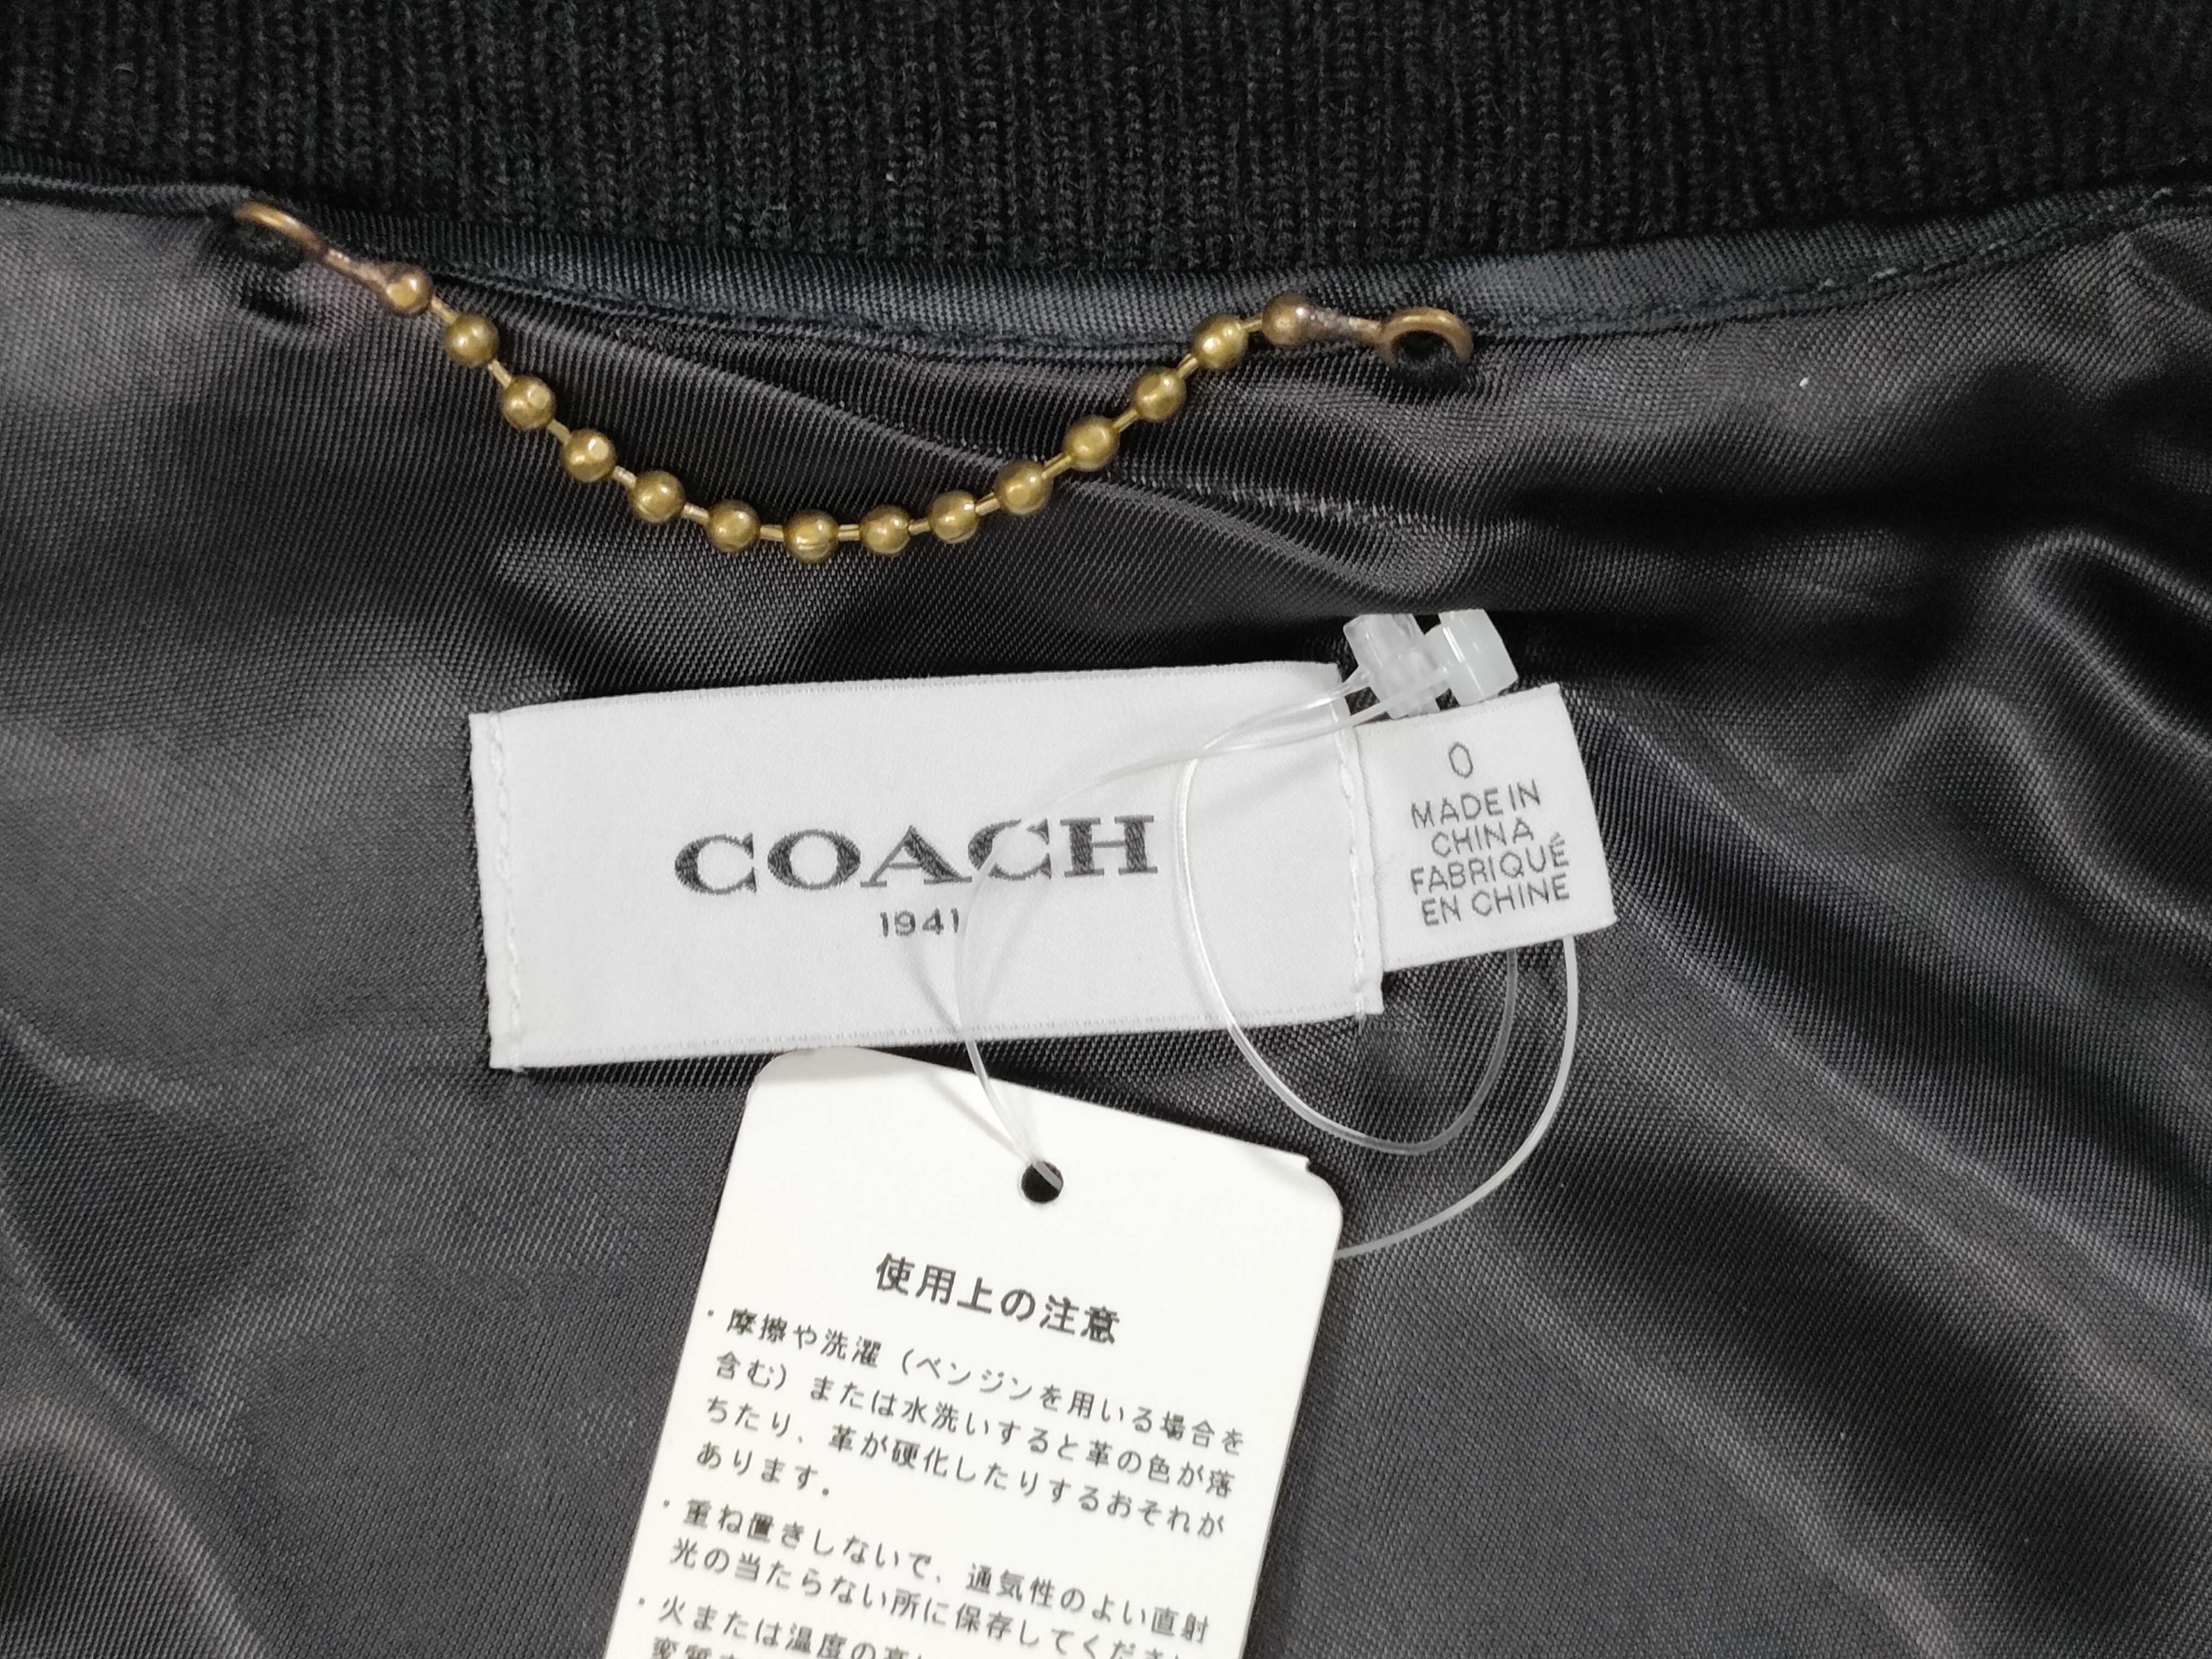 COACH
1941
0
MADE IN
CHINA
FABRIQUÉ
EN CHINE
使用上の注意
・摩擦や洗濯（ベンジンを用いる場合を
含む）または水洗いすると革の色が落
ちたり、革が硬化したりするおそれが
あります。
・重ね置きしないで、通気性のよい直射
光の当たらない所に保存してくださ
・火または温度の高
変質